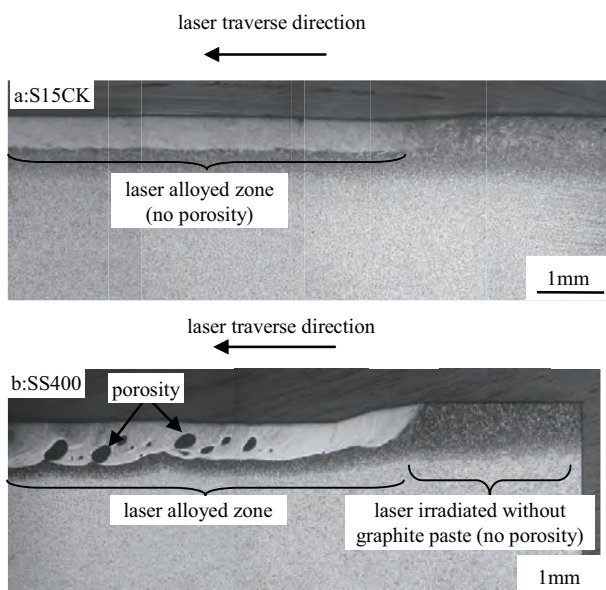 laser traverse direction
a:S15CK
laser alloyed zone
(no porosity)
1mm
laser traverse direction
b:SS400
porosity
laser alloyed zone
laser irradiated without
graphite paste (no porosity)
1mm